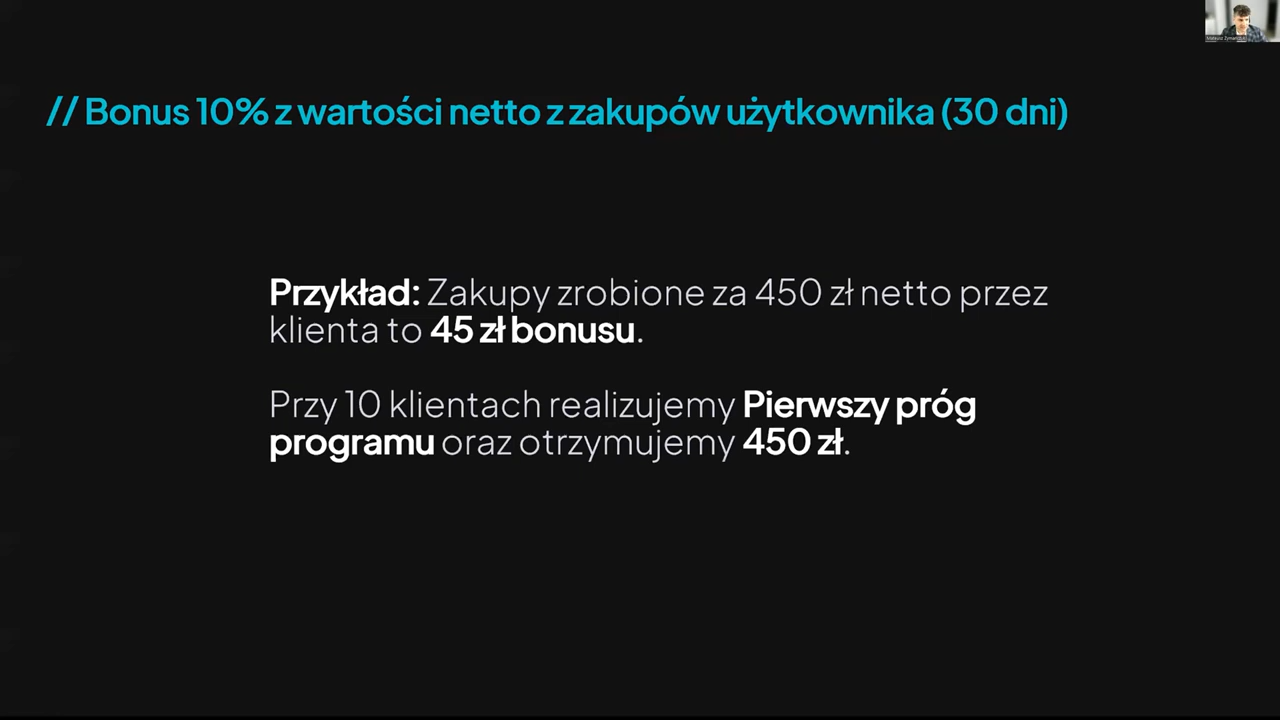 // Bonus 10% z wartości netto z zakupów użytkownika (30 dni)
Przykład: Zakupy zrobione za 450 zł netto przez
klienta to 45 zł bonusu.
Przy 10 klientach realizujemy Pierwszy próg
programu oraz otrzymujemy 450 zł.